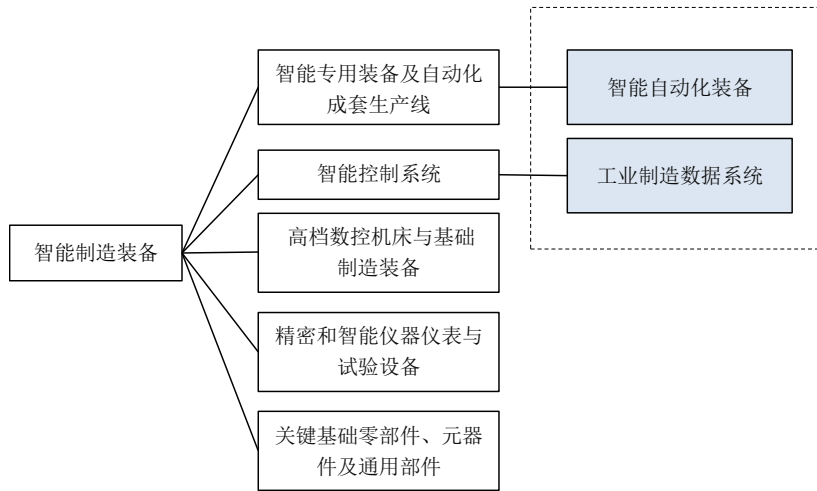 智能专用装备及自动化
成套生产线
智能自动化装备
智能控制系统
工业制造数据系统
智能制造装备
高档数控机床与基础
制造装备
精密和智能仪器仪表与
试验设备
关键基础零部件、元器
件及通用部件